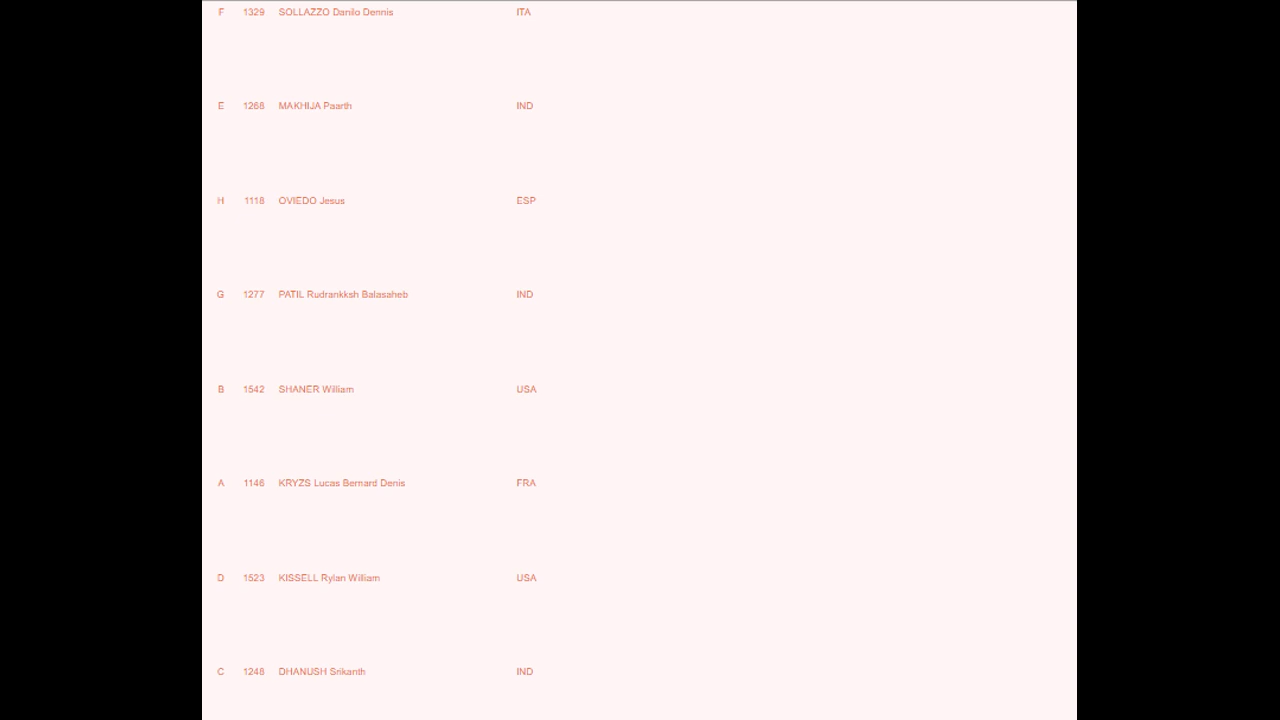 F 1329 SOLLAZZO Danilo Dennis ITA
E 1268 MAKHIJA Paarth IND
H 1118 OVIEDO Jesus ESP
G 1277 PATIL Rudrankksh Balasaheb IND
B 1542 SHANER William USA
A 1146 KRYZS Lucas Bernard Denis FRA
D 1523 KISSELL Rylan William USA
C 1248 DHANUSH Srikanth IND